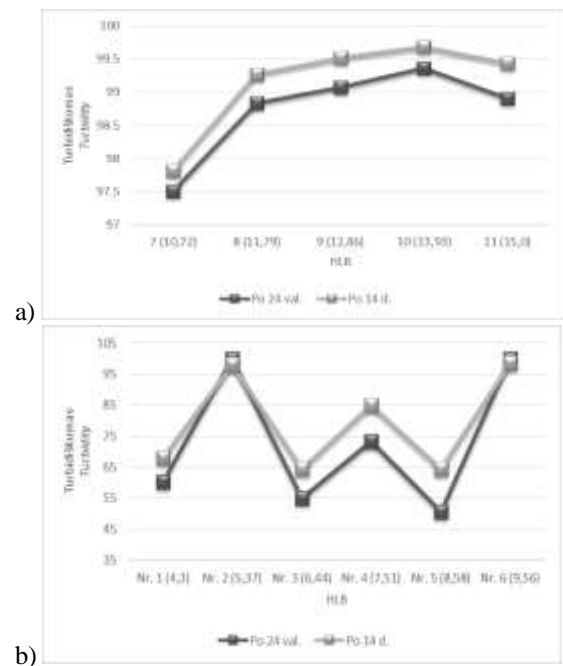 100
99.5
99
98.5
98
97.5
97
Turbidiškumas
Turbidity
7 (10,72) 8 (11,79) 9 (12,86) 10 (13,93) 11 (15,0)
HLB
Po 24 val. Po 14 d.
a)
105
95
85
75
65
55
45
35
Turbidiškumas
Turbidity
Nr. 1 (4,3) Nr. 2 (5,37) Nr. 3 (6,44) Nr. 4 (7,51) Nr. 5 (8,58) Nr. 6 (9,56)
HLB
Po 24 val. Po 14 d.
b)